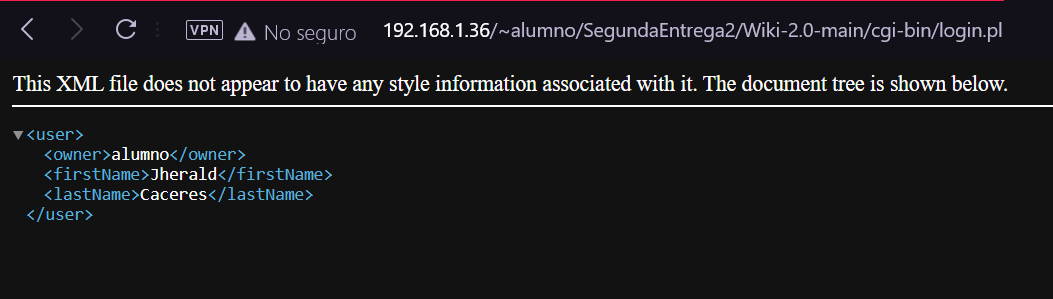 VPN No seguro 192.168.1.36/~alumno/SegundaEntrega2/Wiki-2.0-main/cgi-bin/login.pl
This XML file does not appear to have any style information associated with it. The document tree is shown below.
▼<user>
<owner>alumno</owner>
<firstName>Jherald</firstName>
<lastName>Caceres</lastName>
</user>